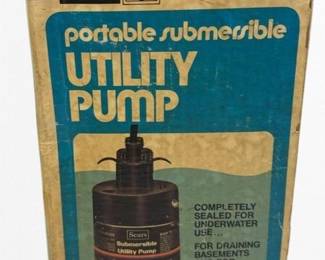 portable submersible
UTILITY
PUMP
COMPLETELY
SEALED FOR
UNDERWATER
USE...
FOR DRAINING
BASEMENTS
Sears
Submersible
Utility Pump